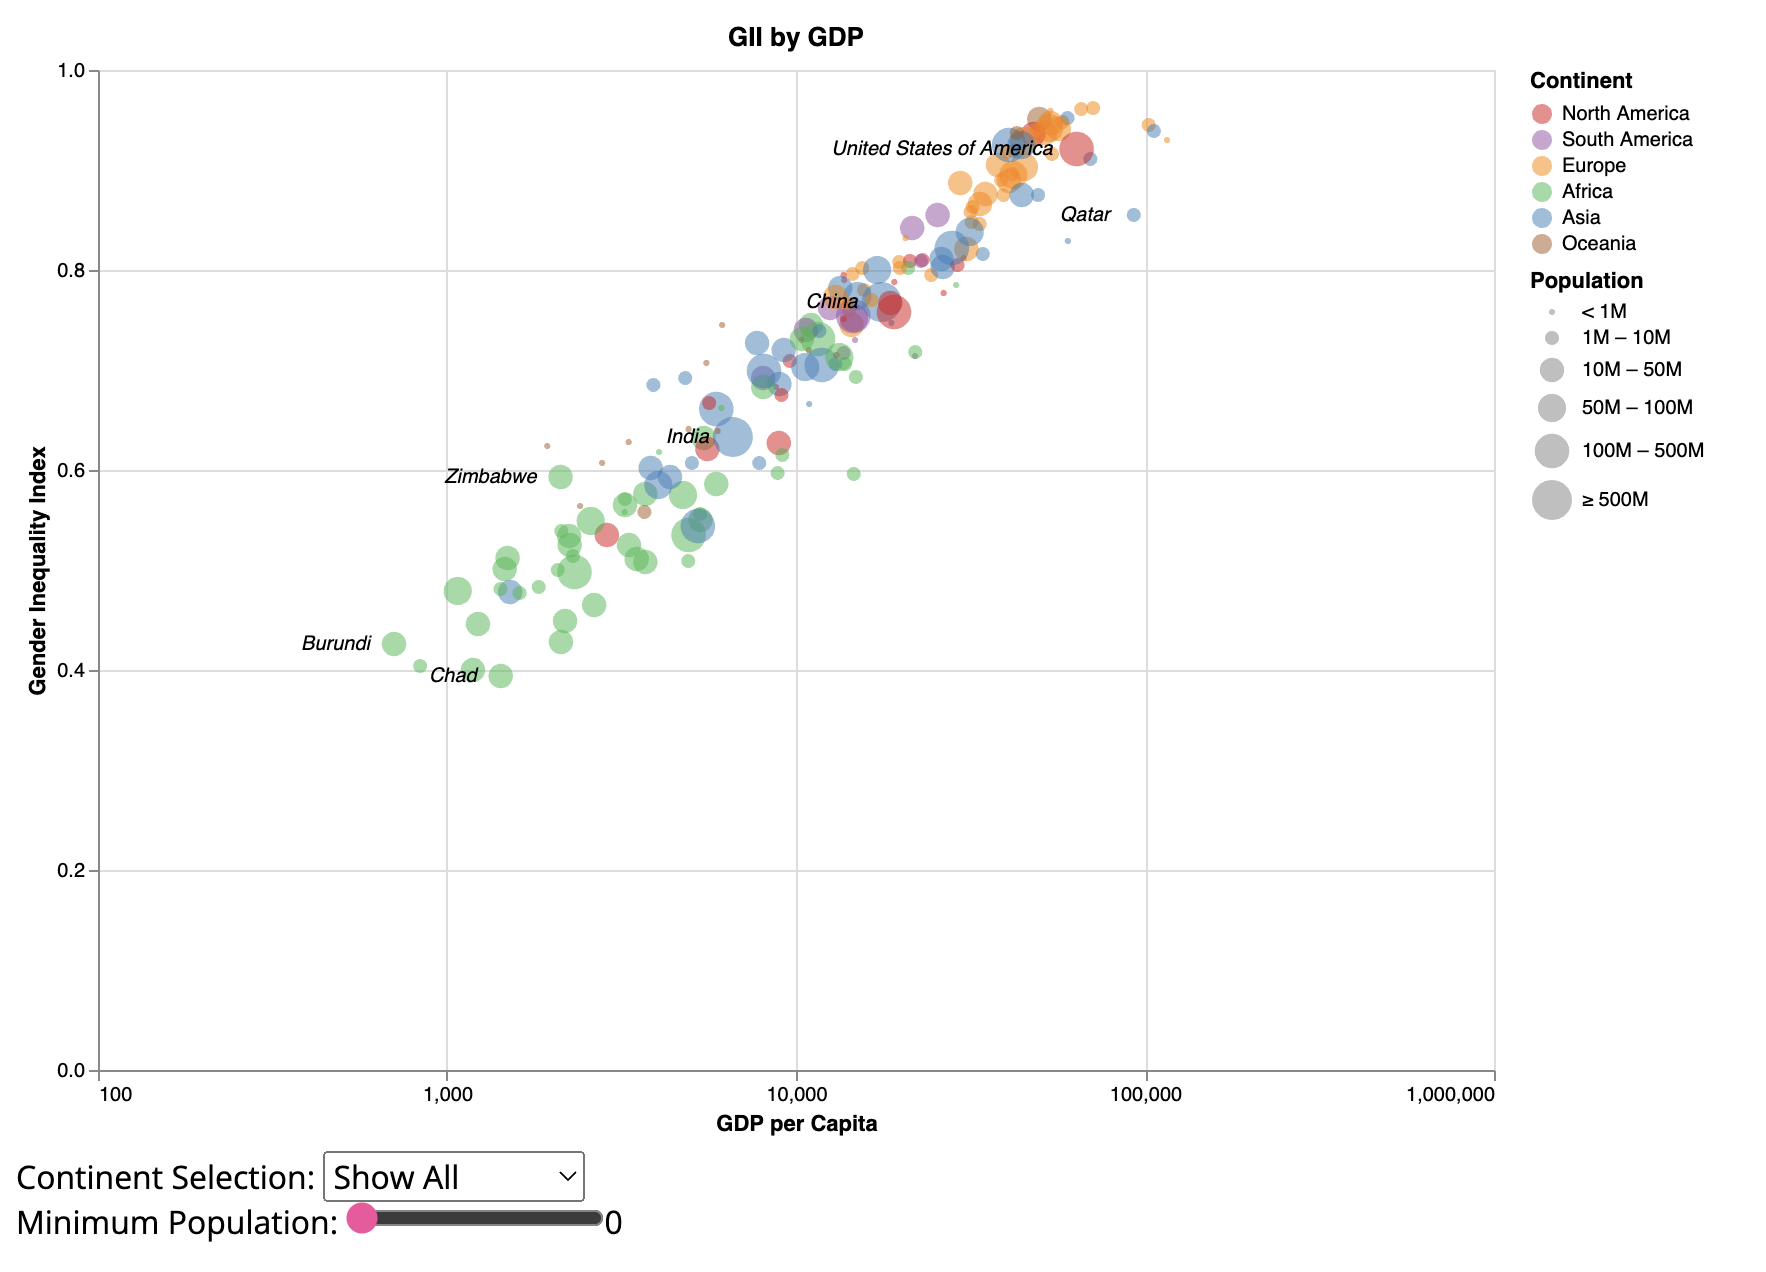 GII by GDP
1.0
0.8
0.6
0.4
0.2
0.0
Gender Inequality Index
United States of America
Qatar
China
India
Zimbabwe
Burundi
Chad
100
1,000
10,000
100,000
1,000,000
GDP per Capita
Continent
North America
South America
Europe
Africa
Asia
Oceania
Population
< 1M
1M – 10M
10M – 50M
50M – 100M
100M – 500M
≥ 500M
Continent Selection: Show All
Minimum Population: 0